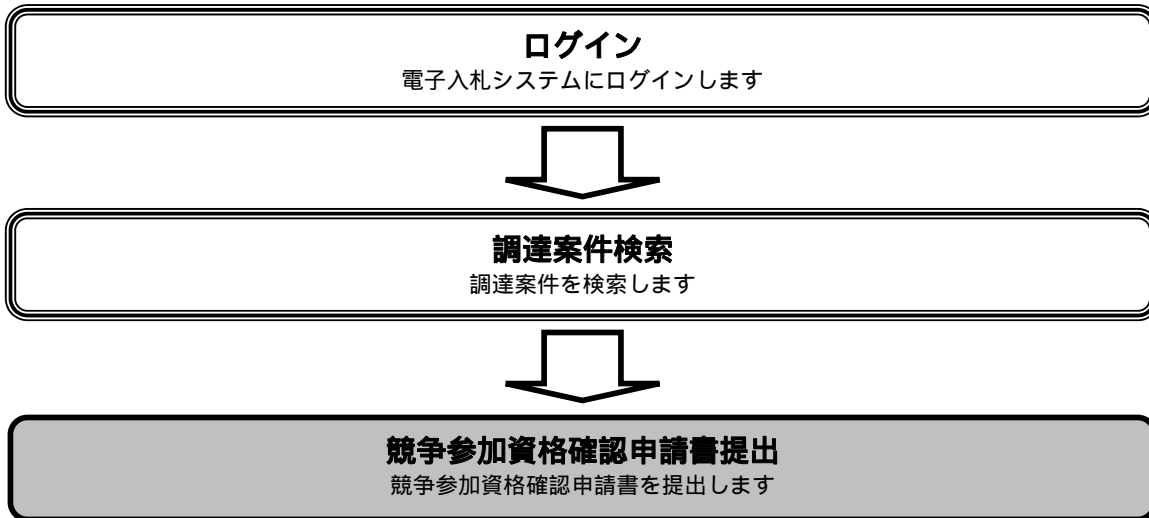 ログイン
電子入札システムにログインします
調達案件検索
調達案件を検索します
競争参加資格確認申請書提出
競争参加資格確認申請書を提出します